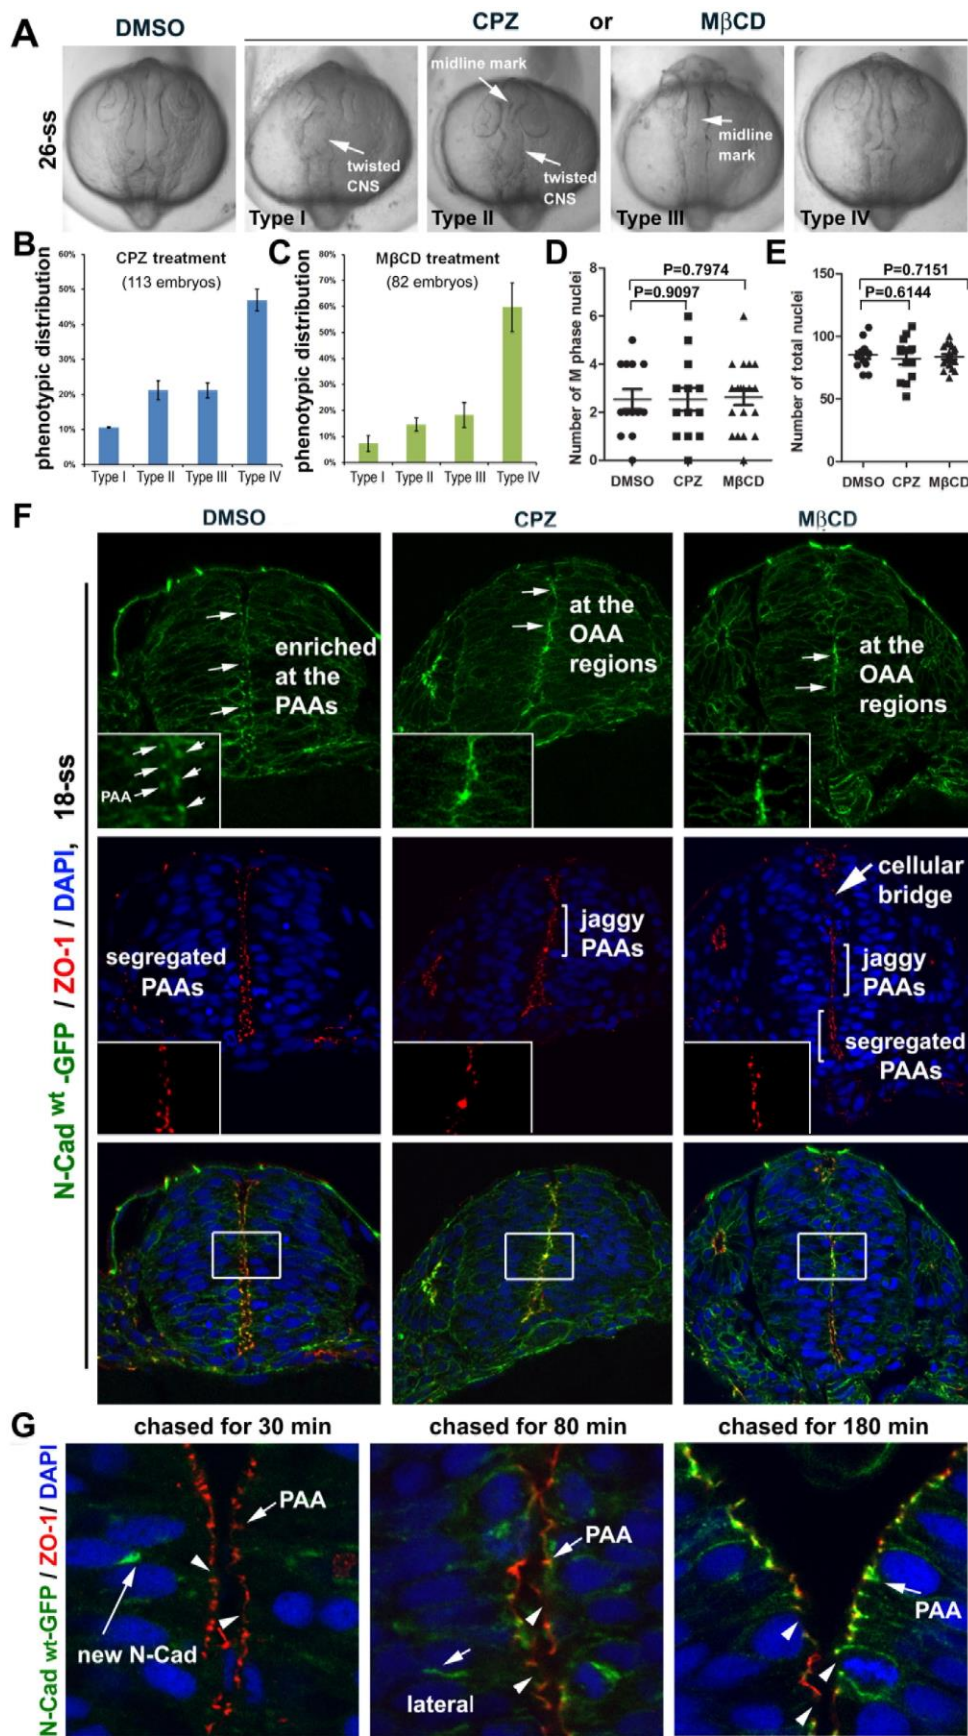 A
DMSO
CPZ or MβCD
26-ss
midline mark
twisted
CNS
twisted
CNS
midline
mark
Type I
Type II
Type III
Type IV
B
CPZ treatment
(113 embryos)
phenotypic distribution
60%
50%
40%
30%
20%
10%
0%
Type I Type II Type III Type IV
C
MβCD treatment
(82 embryos)
phenotypic distribution
80%
70%
60%
50%
40%
30%
20%
10%
0%
Type I Type II Type III Type IV
D
P=0.7974
P=0.9097
Number of M phase nuclei
8
6
4
2
0
DMSO CPZ MβCD
E
P=0.7151
P=0.6144
Number of total nuclei
150
100
50
0
DMSO CPZ MβCD
F
DMSO
CPZ
MβCD
N-Cad wt -GFP / ZO-1 / DAPI, 18-ss
enriched
at the
PAAs
PAA
at the
OAA
regions
at the
OAA
regions
segregated
PAAs
jaggy
PAAs
cellular
bridge
jaggy
PAAs
segregated
PAAs
G
chased for 30 min
chased for 80 min
chased for 180 min
N-Cad wt-GFP / ZO-1/ DAPI
PAA
new N-Cad
PAA
lateral
PAA